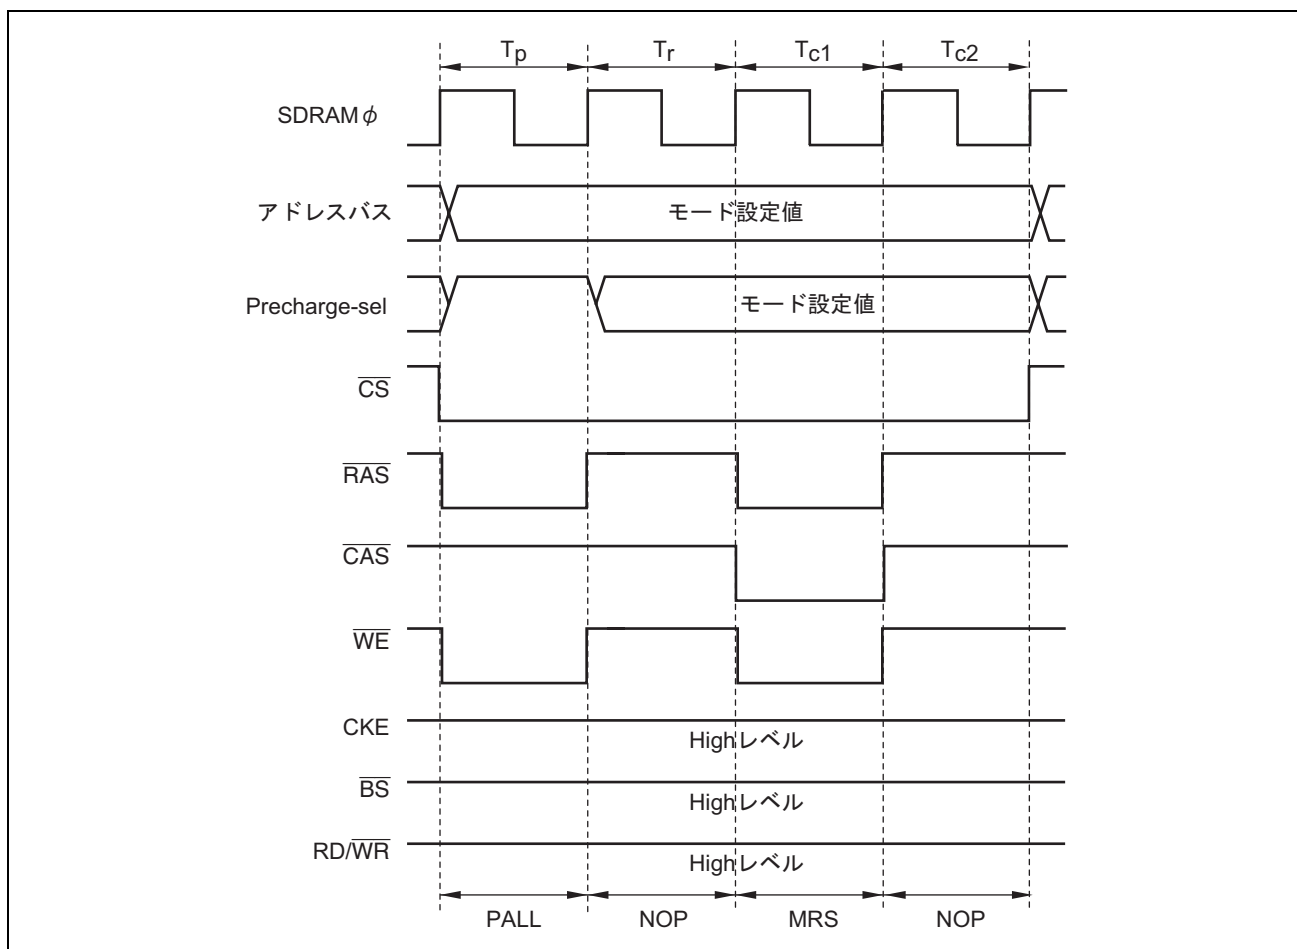 Tp Tr Tc1 Tc2
SDRAMφ
アドレスバス モード設定値
Precharge-sel モード設定値
CS
RAS
CAS
WE
CKE Highレベル
BS Highレベル
RD/WR Highレベル
PALL NOP MRS NOP